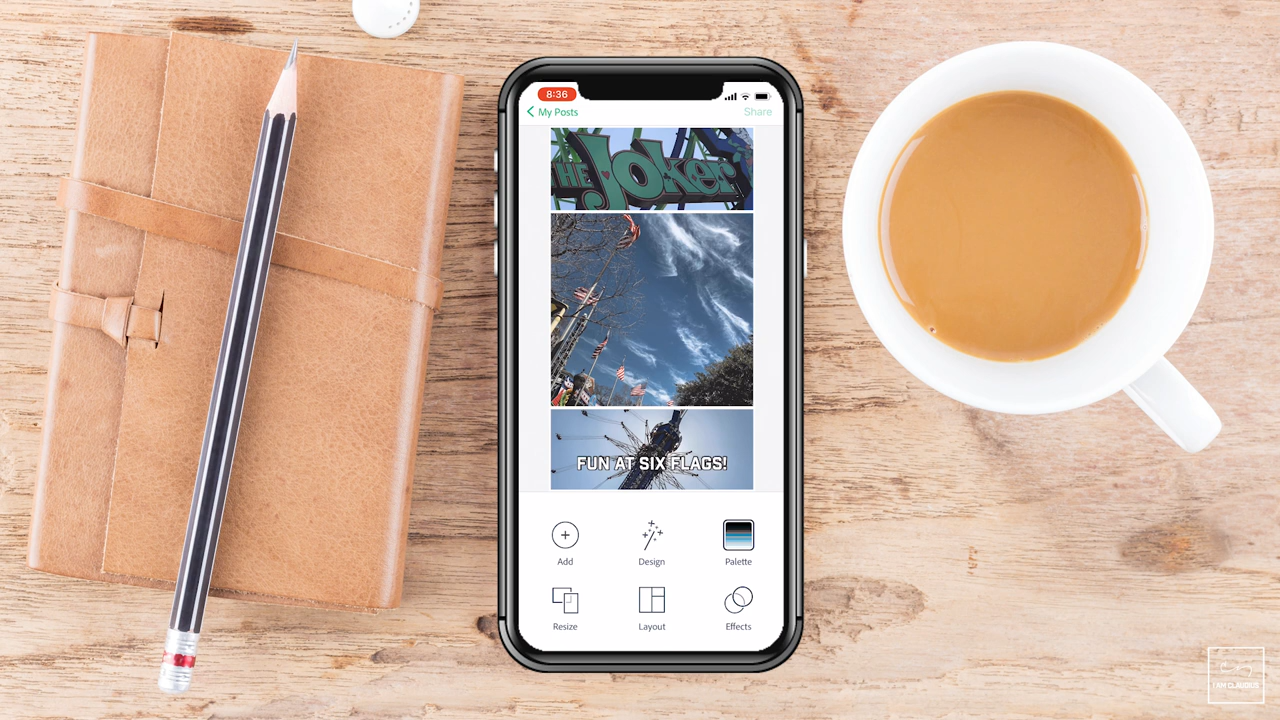 8:36
My Posts
Share
THE JOKER
FUN AT SIX FLAGS!
Add
Design
Palette
Resize
Layout
Effects
I AM CLAUDIUS